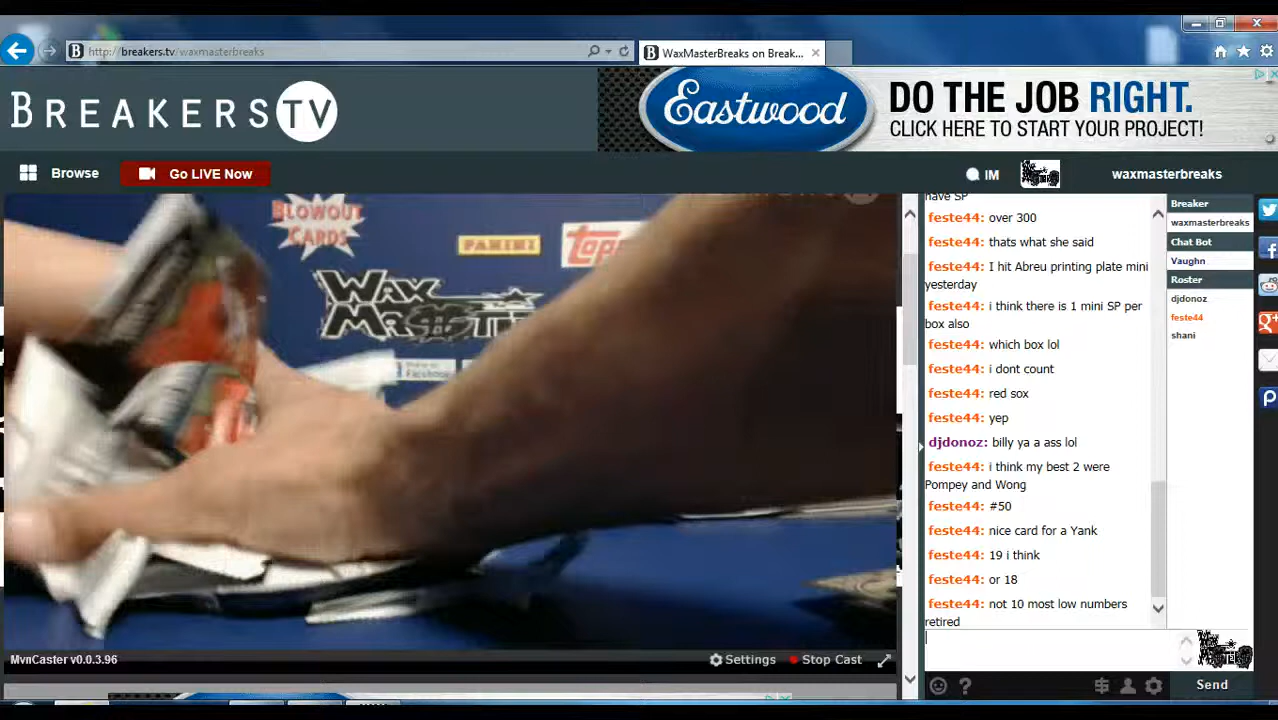 B http://breakers.tv/waxmasterbreaks
B WaxMasterBreaks on Break...
BREAKERS TV
Eastwood
DO THE JOB RIGHT.
CLICK HERE TO START YOUR PROJECT!
Browse
Go LIVE Now
IM
waxmasterbreaks
BLOWOUT
CARDS
PANINI
Topps
WAX
MASTER
MvnCaster v0.0.3.96
Settings
Stop Cast
have SP
feste44: over 300
feste44: thats what she said
feste44: I hit Abreu printing plate mini
yesterday
feste44: i think there is 1 mini SP per
box also
feste44: which box lol
feste44: i dont count
feste44: red sox
feste44: yep
djdonoz: billy ya a ass lol
feste44: i think my best 2 were
Pompey and Wong
feste44: #50
feste44: nice card for a Yank
feste44: 19 i think
feste44: or 18
feste44: not 10 most low numbers
retired
Send
Breaker
waxmasterbreaks
Chat Bot
Vaughn
Roster
djdonoz
feste44
shani